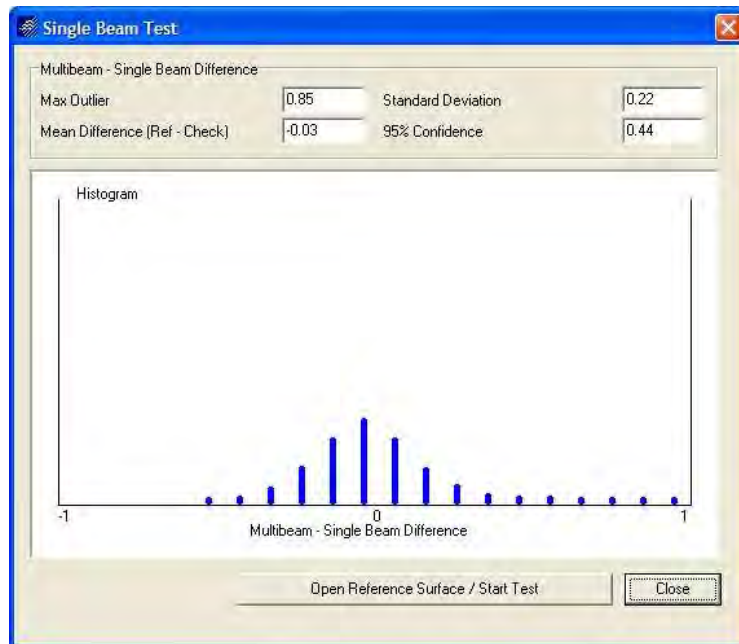 Single Beam Test
Multibeam - Single Beam Difference
Max Outlier 0.85 Standard Deviation 0.22
Mean Difference (Ref - Check) -0.03 95% Confidence 0.44
Histogram
-1 0 1
Multibeam - Single Beam Difference
Open Reference Surface / Start Test Close